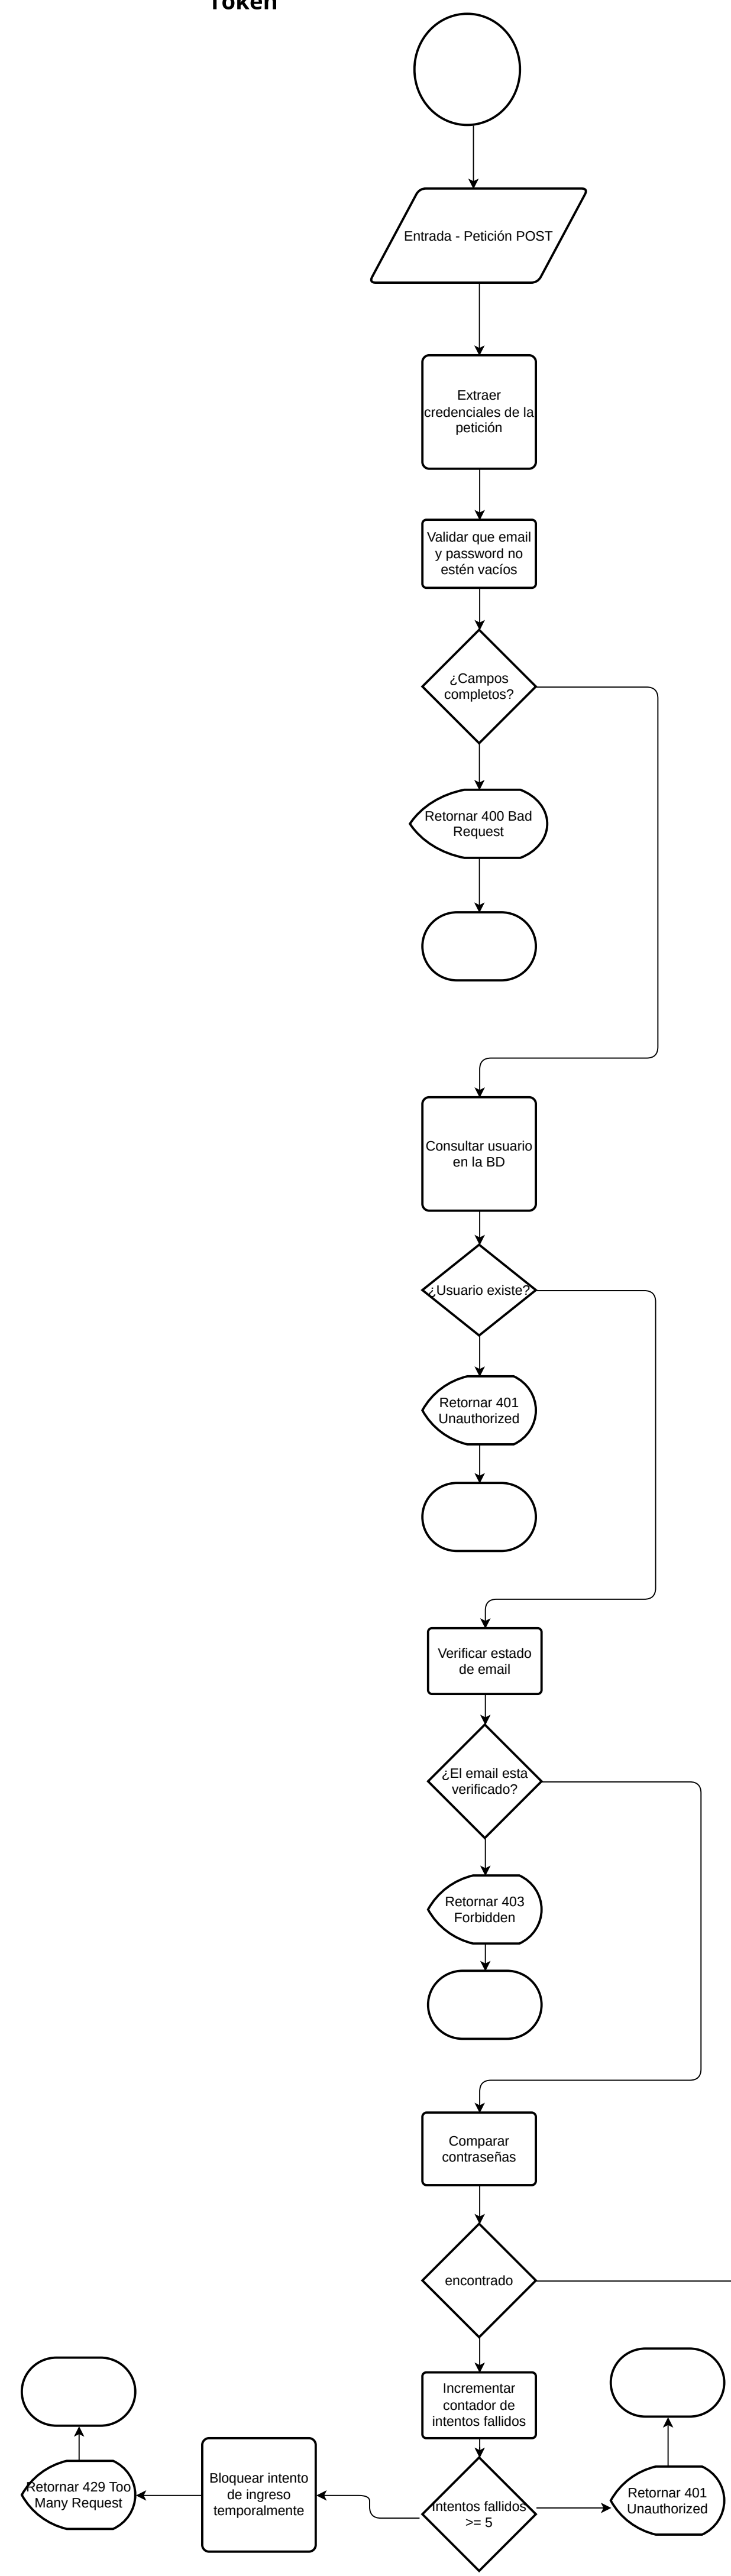 Token
Entrada - Petición POST
Extraer
credenciales de la
petición
Validar que email
y password no
estén vacíos
¿Campos
completos?
Retornar 400 Bad
Request
Consultar usuario
en la BD
¿Usuario existe?
Retornar 401
Unauthorized
Verificar estado
de email
¿El email esta
verificado?
Retornar 403
Forbidden
Comparar
contraseñas
encontrado
Incrementar
contador de
intentos fallidos
Intentos fallidos
>= 5
Bloquear intento
de ingreso
temporalmente
Retornar 429 Too
Many Request
Retornar 401
Unauthorized